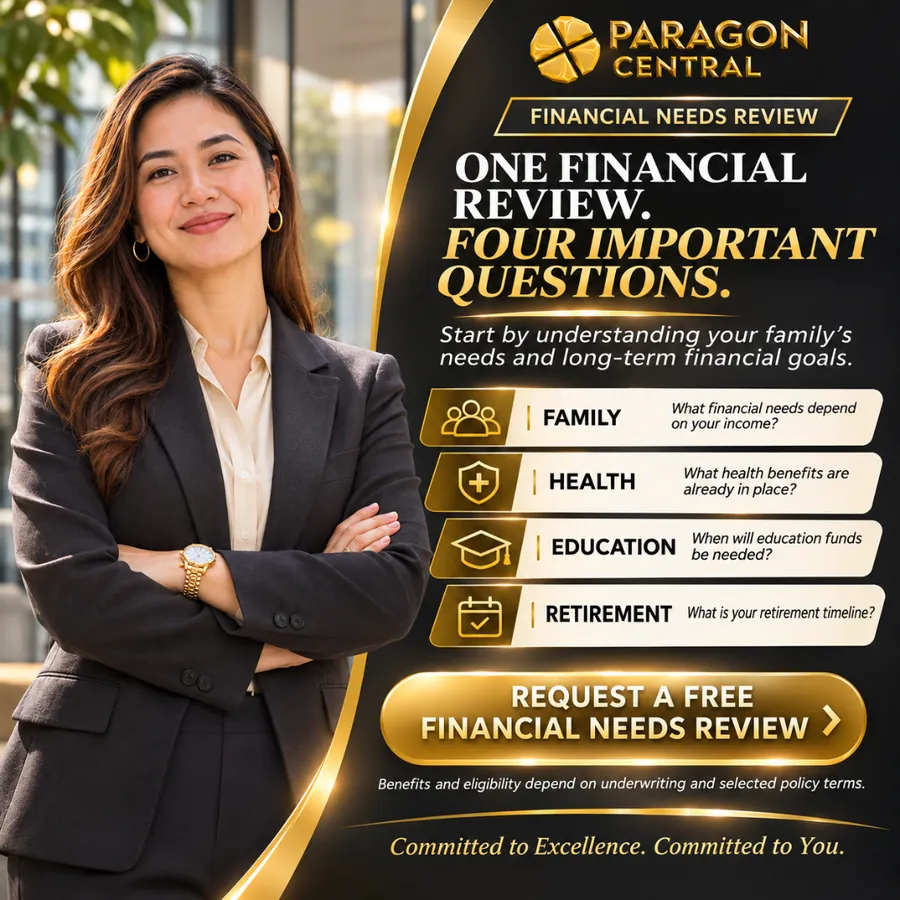 PARAGON
CENTRAL
FINANCIAL NEEDS REVIEW
ONE FINANCIAL
REVIEW.
FOUR IMPORTANT
QUESTIONS.
Start by understanding your family's
needs and long-term financial goals.
FAMILY
What financial needs depend
on your income?
HEALTH
What health benefits are
already in place?
EDUCATION
When will education funds
be needed?
RETIREMENT
What is your retirement timeline?
REQUEST A FREE
FINANCIAL NEEDS REVIEW
Benefits and eligibility depend on underwriting and selected policy terms.
Committed to Excellence. Committed to You.